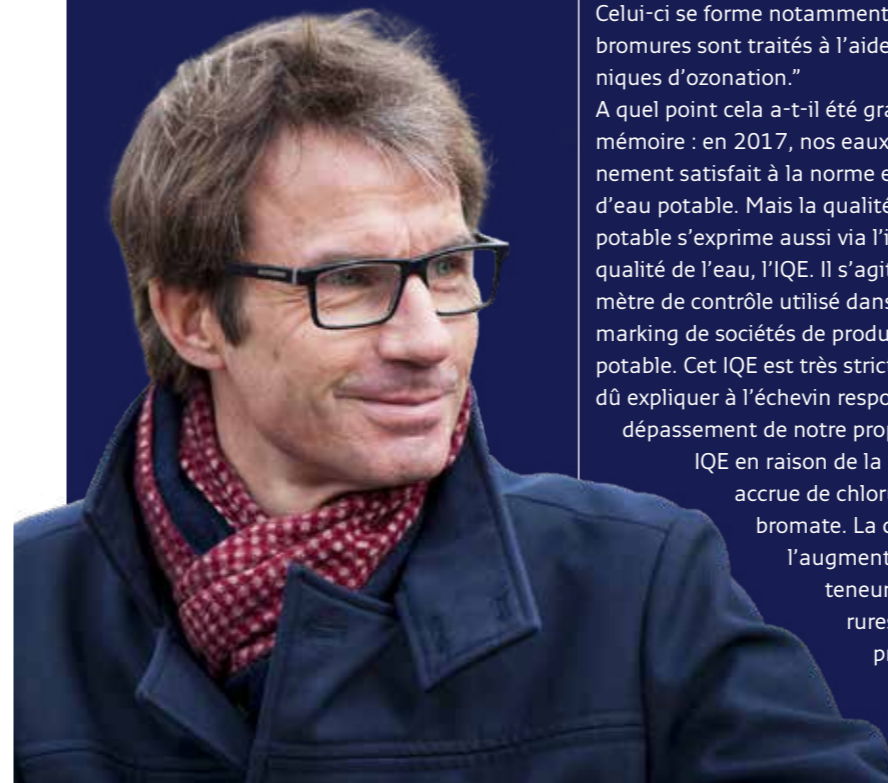 Celui-ci se forme notamment
bromures sont traités à l’aide
niques d’ozonation.”
A quel point cela a-t-il été gra
mémoire : en 2017, nos eaux
nement satisfait à la norme e
d’eau potable. Mais la qualité
potable s’exprime aussi via l’i
qualité de l’eau, l’IQE. Il s’agit
mètre de contrôle utilisé dans
marking de sociétés de produ
potable. Cet IQE est très strict
dû expliquer à l’échevin respo
dépassement de notre prop
IQE en raison de la
accrue de chlor
bromate. La
l’augment
teneur
rures
pr